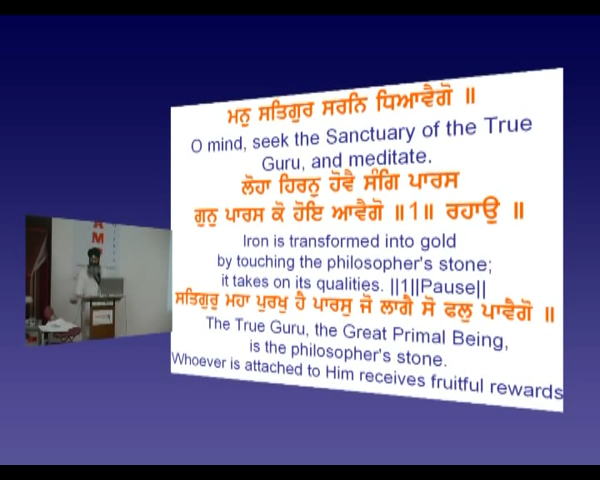 ਮਨੁ ਸਤਿਗੁਰ ਸਰਨਿ ਧਿਆਵੈਗੋ ॥
O mind, seek the Sanctuary of the True
Guru, and meditate.
ਲੋਹਾ ਹਿਰਨੁ ਹੋਵੈ ਸੰਗਿ ਪਾਰਸ
ਗੁਨੁ ਪਾਰਸ ਕੋ ਹੋਇ ਆਵੈਗੋ ॥1॥ ਰਹਾਉ ॥
Iron is transformed into gold
by touching the philosopher's stone;
it takes on its qualities. ||1||Pause||
ਸਤਿਗੁਰੁ ਮਹਾ ਪੁਰਖੁ ਹੈ ਪਾਰਸੁ ਜੋ ਲਾਗੈ ਸੋ ਫਲੁ ਪਾਵੈਗੋ ॥
The True Guru, the Great Primal Being,
is the philosopher's stone.
Whoever is attached to Him receives fruitful rewards
A
M